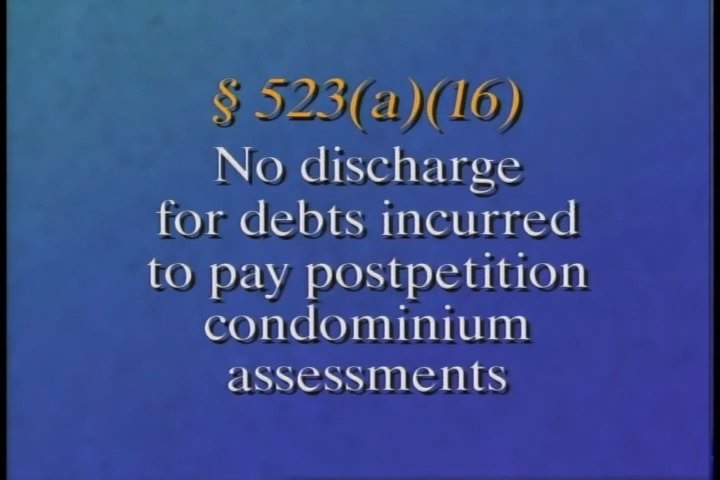 § 523(a)(16)
No discharge
for debts incurred
to pay postpetition
condominium
assessments